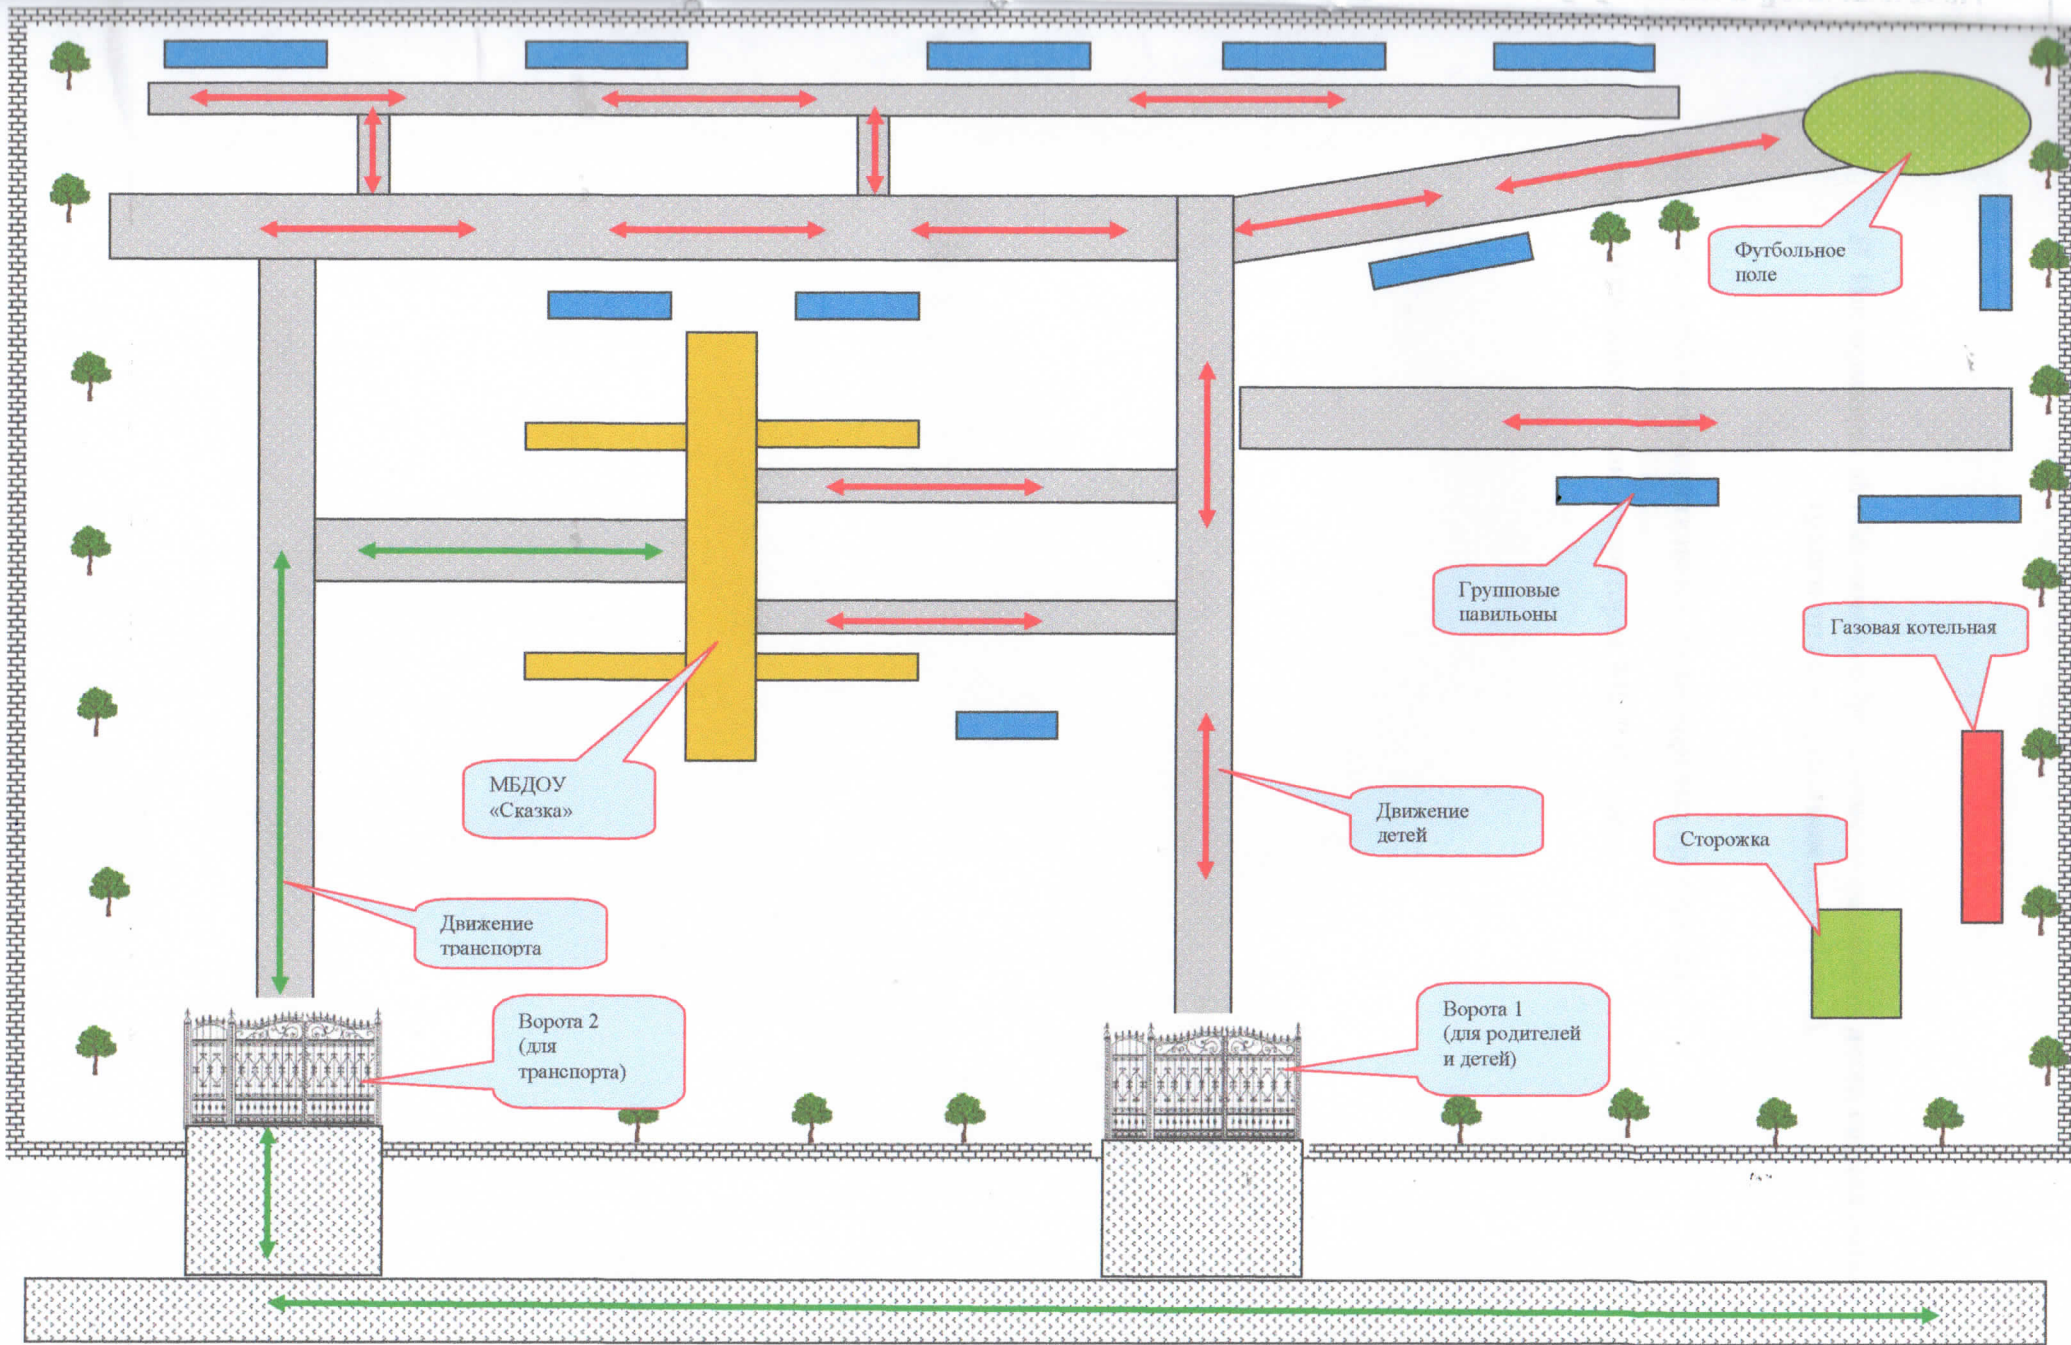 Футбольное
поле
Групповые
павильоны
Газовая котельная
МБДОУ
«Сказка»
Движение
детей
Сторожка
Движение
транспорта
Ворота 2
(для
транспорта)
Ворота 1
(для родителей
и детей)